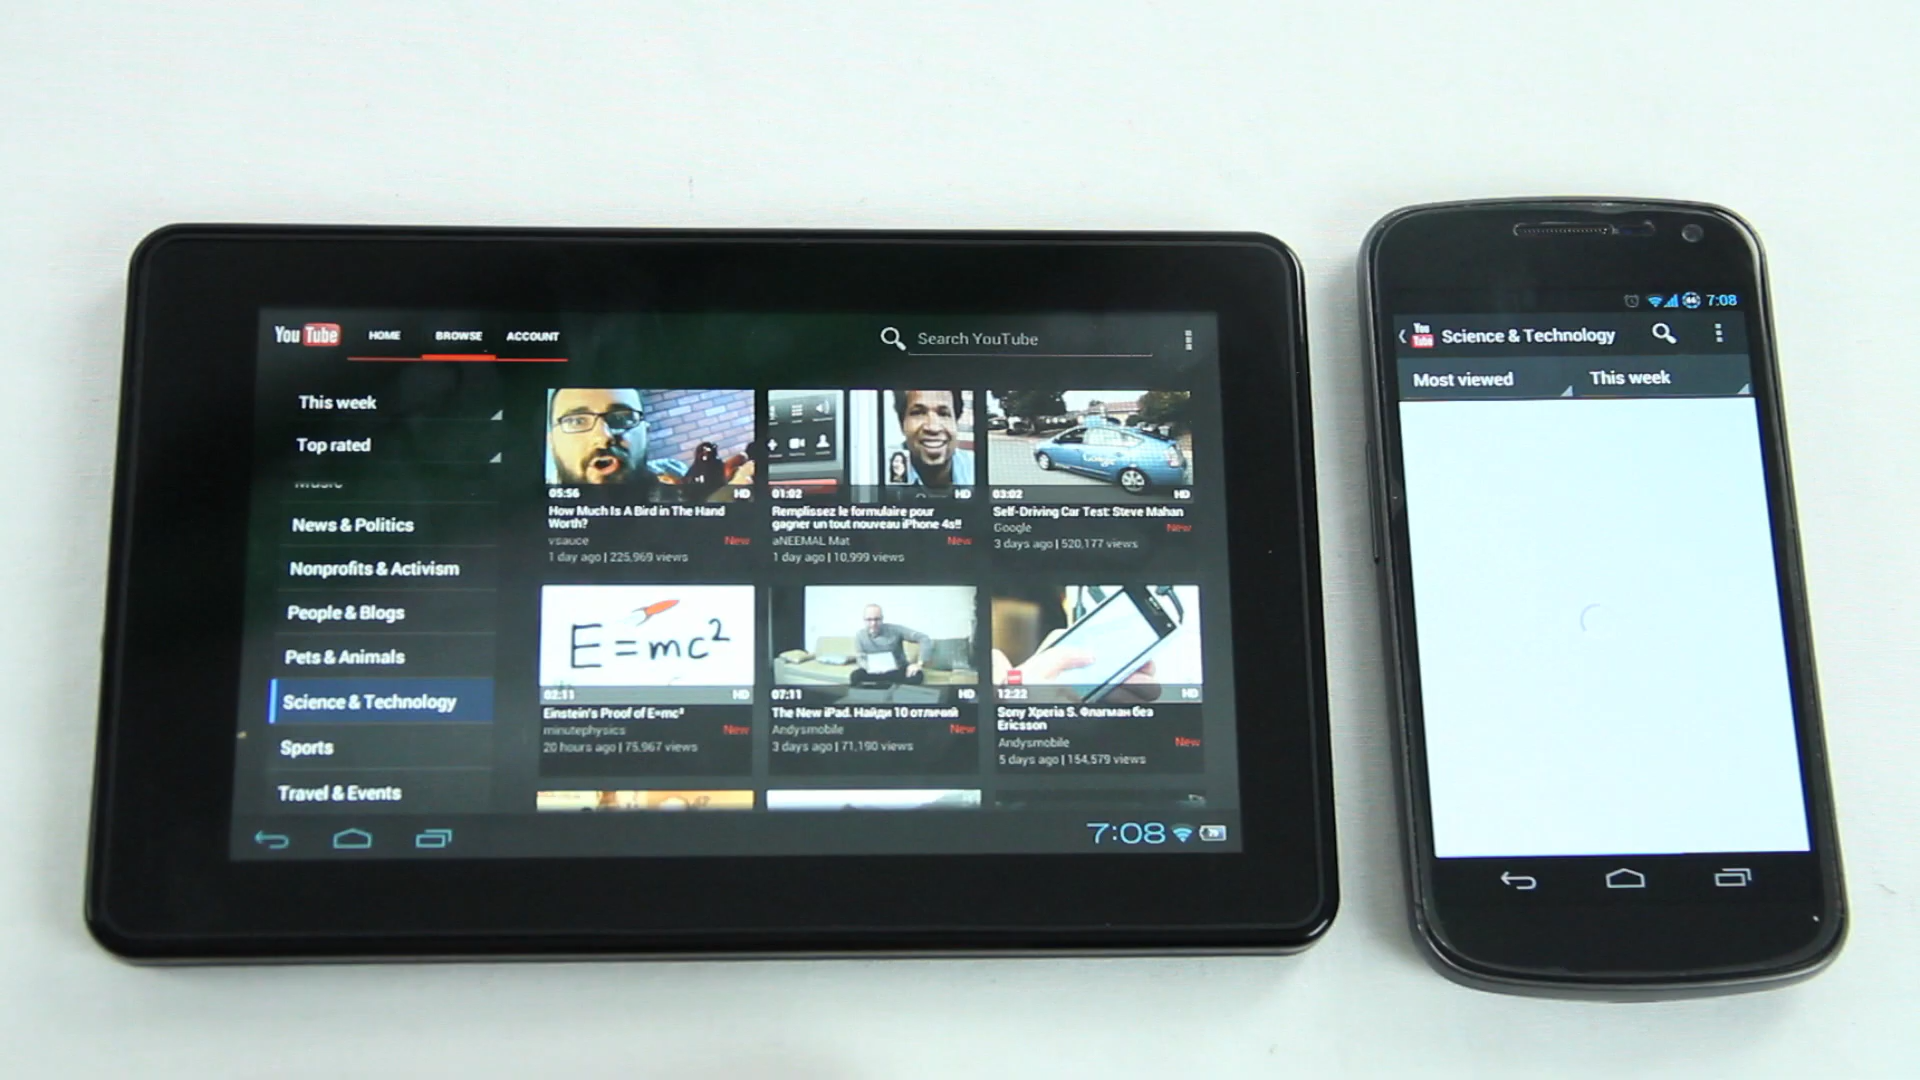 You Tube HOME BROWSE ACCOUNT Search YouTube
This week
Top rated
Music
News & Politics
Nonprofits & Activism
People & Blogs
Pets & Animals
Science & Technology
Sports
Travel & Events
05:56 HD
How Much Is A Bird in The Hand
Worth?
vsauce New
1 day ago | 225,969 views
01:02 HD
Remplissez le formulaire pour
gagner un tout nouveau iPhone 4s!!
aNEEMAL Mat New
1 day ago | 10,999 views
Google
03:02 HD
Self-Driving Car Test: Steve Mahan
Google New
3 days ago | 520,177 views
E=mc²
02:11 HD
Einstein's Proof of E=mc²
minutephysics New
20 hours ago | 75,967 views
07:11 HD
The New iPad. Найди 10 отличий
Andysmobile New
3 days ago | 71,190 views
12:22 HD
Sony Xperia S. Флагман без
Ericsson
Andysmobile New
5 days ago | 154,579 views
7:08
7:08
You Tube Science & Technology
Most viewed This week